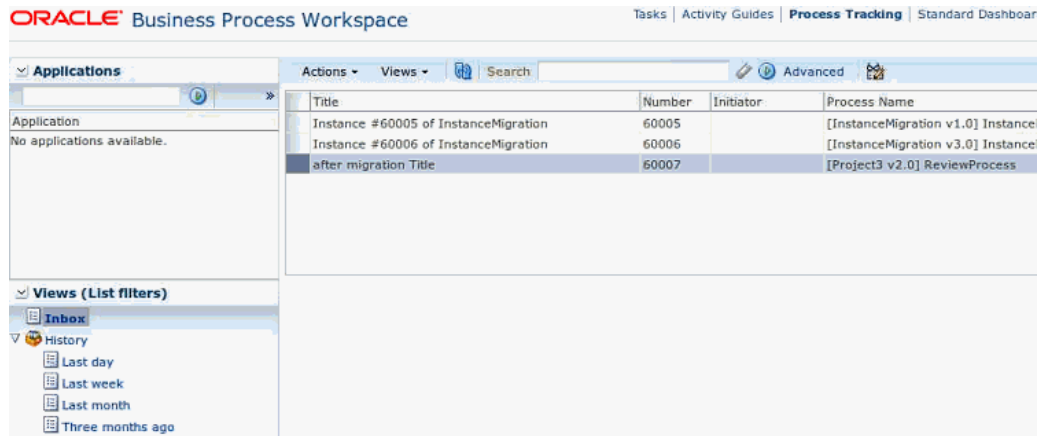 ORACLE Business Process Workspace
Tasks | Activity Guides | Process Tracking | Standard Dashboar
Applications
Actions Views Search Advanced
Title Number Initiator Process Name
Application
Instance #60005 of InstanceMigration 60005 [InstanceMigration v1.0] Instance
No applications available.
Instance #60006 of InstanceMigration 60006 [InstanceMigration v3.0] Instance
after migration Title 60007 [Project3 v2.0] ReviewProcess
Views (List filters)
Inbox
History
Last day
Last week
Last month
Three months ago